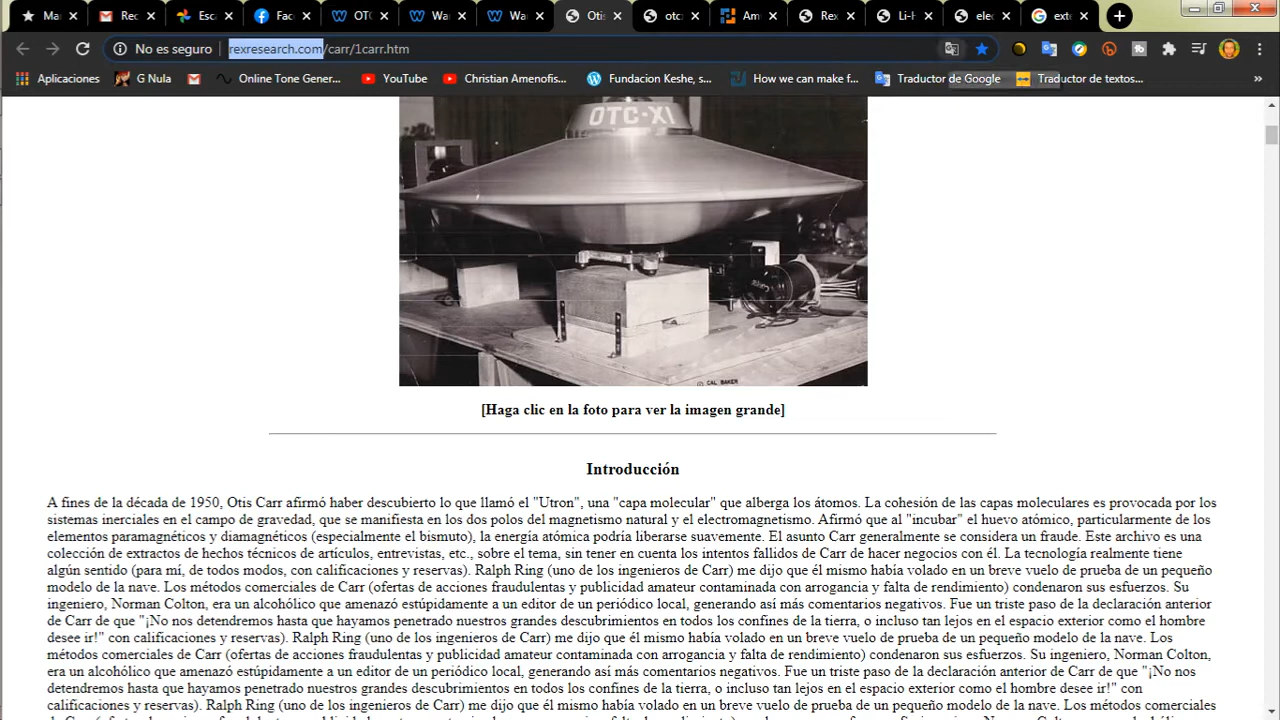 Ma
Rec
Esca
Fac
OTC
Wa
Wa
Otis
otc
Am
Rex
Li-I
elec
exte
No es seguro
rexresearch.com/carr/1carr.htm
Aplicaciones
G Nula
Online Tone Gener...
YouTube
Christian Amenofis...
Fundacion Keshe, s...
How we can make f...
Traductor de Google
Traductor de textos...
»
OTC-X1
© CAL BAKER
[Haga clic en la foto para ver la imagen grande]
Introducción
A fines de la década de 1950, Otis Carr afirmó haber descubierto lo que llamó el "Utron", una "capa molecular" que alberga los átomos. La cohesión de las capas moleculares es provocada por los
sistemas inerciales en el campo de gravedad, que se manifiesta en los dos polos del magnetismo natural y el electromagnetismo. Afirmó que al "incubar" el huevo atómico, particularmente de los
elementos paramagnéticos y diamagnéticos (especialmente el bismuto), la energía atómica podría liberarse suavemente. El asunto Carr generalmente se considera un fraude. Este archivo es una
colección de extractos de hechos técnicos de artículos, entrevistas, etc., sobre el tema, sin tener en cuenta los intentos fallidos de Carr de hacer negocios con él. La tecnología realmente tiene
algún sentido (para mí, de todos modos, con calificaciones y reservas). Ralph Ring (uno de los ingenieros de Carr) me dijo que él mismo había volado en un breve vuelo de prueba de un pequeño
modelo de la nave. Los métodos comerciales de Carr (ofertas de acciones fraudulentas y publicidad amateur contaminada con arrogancia y falta de rendimiento) condenaron sus esfuerzos. Su
ingeniero, Norman Colton, era un alcohólico que amenazó estúpidamente a un editor de un periódico local, generando así más comentarios negativos. Fue un triste paso de la declaración anterior
de Carr de que "¡No nos detendremos hasta que hayamos penetrado nuestros grandes descubrimientos en todos los confines de la tierra, o incluso tan lejos en el espacio exterior como el hombre
desee ir!" con calificaciones y reservas). Ralph Ring (uno de los ingenieros de Carr) me dijo que él mismo había volado en un breve vuelo de prueba de un pequeño modelo de la nave. Los
métodos comerciales de Carr (ofertas de acciones fraudulentas y publicidad amateur contaminada con arrogancia y falta de rendimiento) condenaron sus esfuerzos. Su ingeniero, Norman Colton,
era un alcohólico que amenazó estúpidamente a un editor de un periódico local, generando así más comentarios negativos. Fue un triste paso de la declaración anterior de Carr de que "¡No nos
detendremos hasta que hayamos penetrado nuestros grandes descubrimientos en todos los confines de la tierra, o incluso tan lejos en el espacio exterior como el hombre desee ir!" con
calificaciones y reservas). Ralph Ring (uno de los ingenieros de Carr) me dijo que él mismo había volado en un breve vuelo de prueba de un pequeño modelo de la nave. Los métodos comerciales